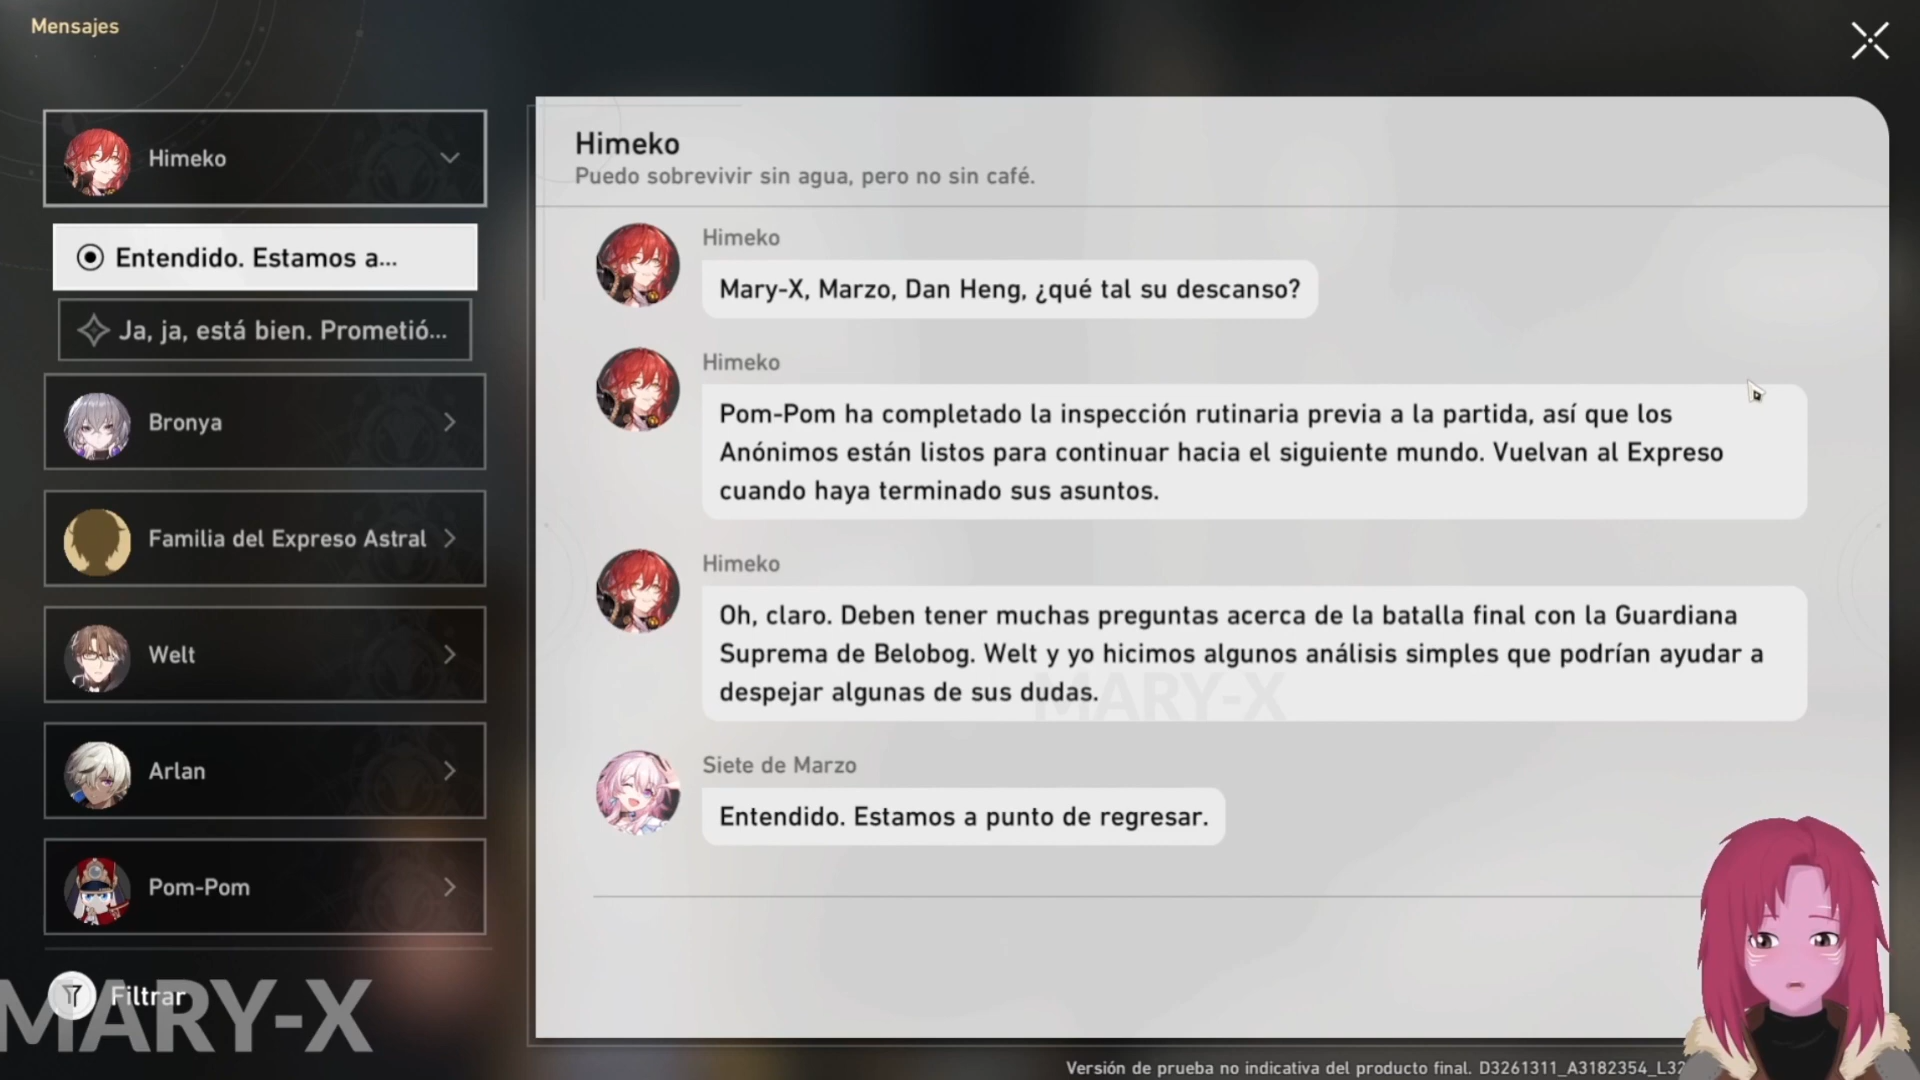 Mensajes
Himeko
Entendido. Estamos a...
Ja, ja, está bien. Prometió...
Bronya
Familia del Expreso Astral
Welt
Arlan
Pom-Pom
Filtrar
MARY-X
Himeko
Puedo sobrevivir sin agua, pero no sin café.
Himeko
Mary-X, Marzo, Dan Heng, ¿qué tal su descanso?
Himeko
Pom-Pom ha completado la inspección rutinaria previa a la partida, así que los
Anónimos están listos para continuar hacia el siguiente mundo. Vuelvan al Expreso
cuando haya terminado sus asuntos.
Himeko
Oh, claro. Deben tener muchas preguntas acerca de la batalla final con la Guardiana
Suprema de Belobog. Welt y yo hicimos algunos análisis simples que podrían ayudar a
despejar algunas de sus dudas.
MARY-X
Siete de Marzo
Entendido. Estamos a punto de regresar.
Versión de prueba no indicativa del producto final. D3261311_A3182354_L32